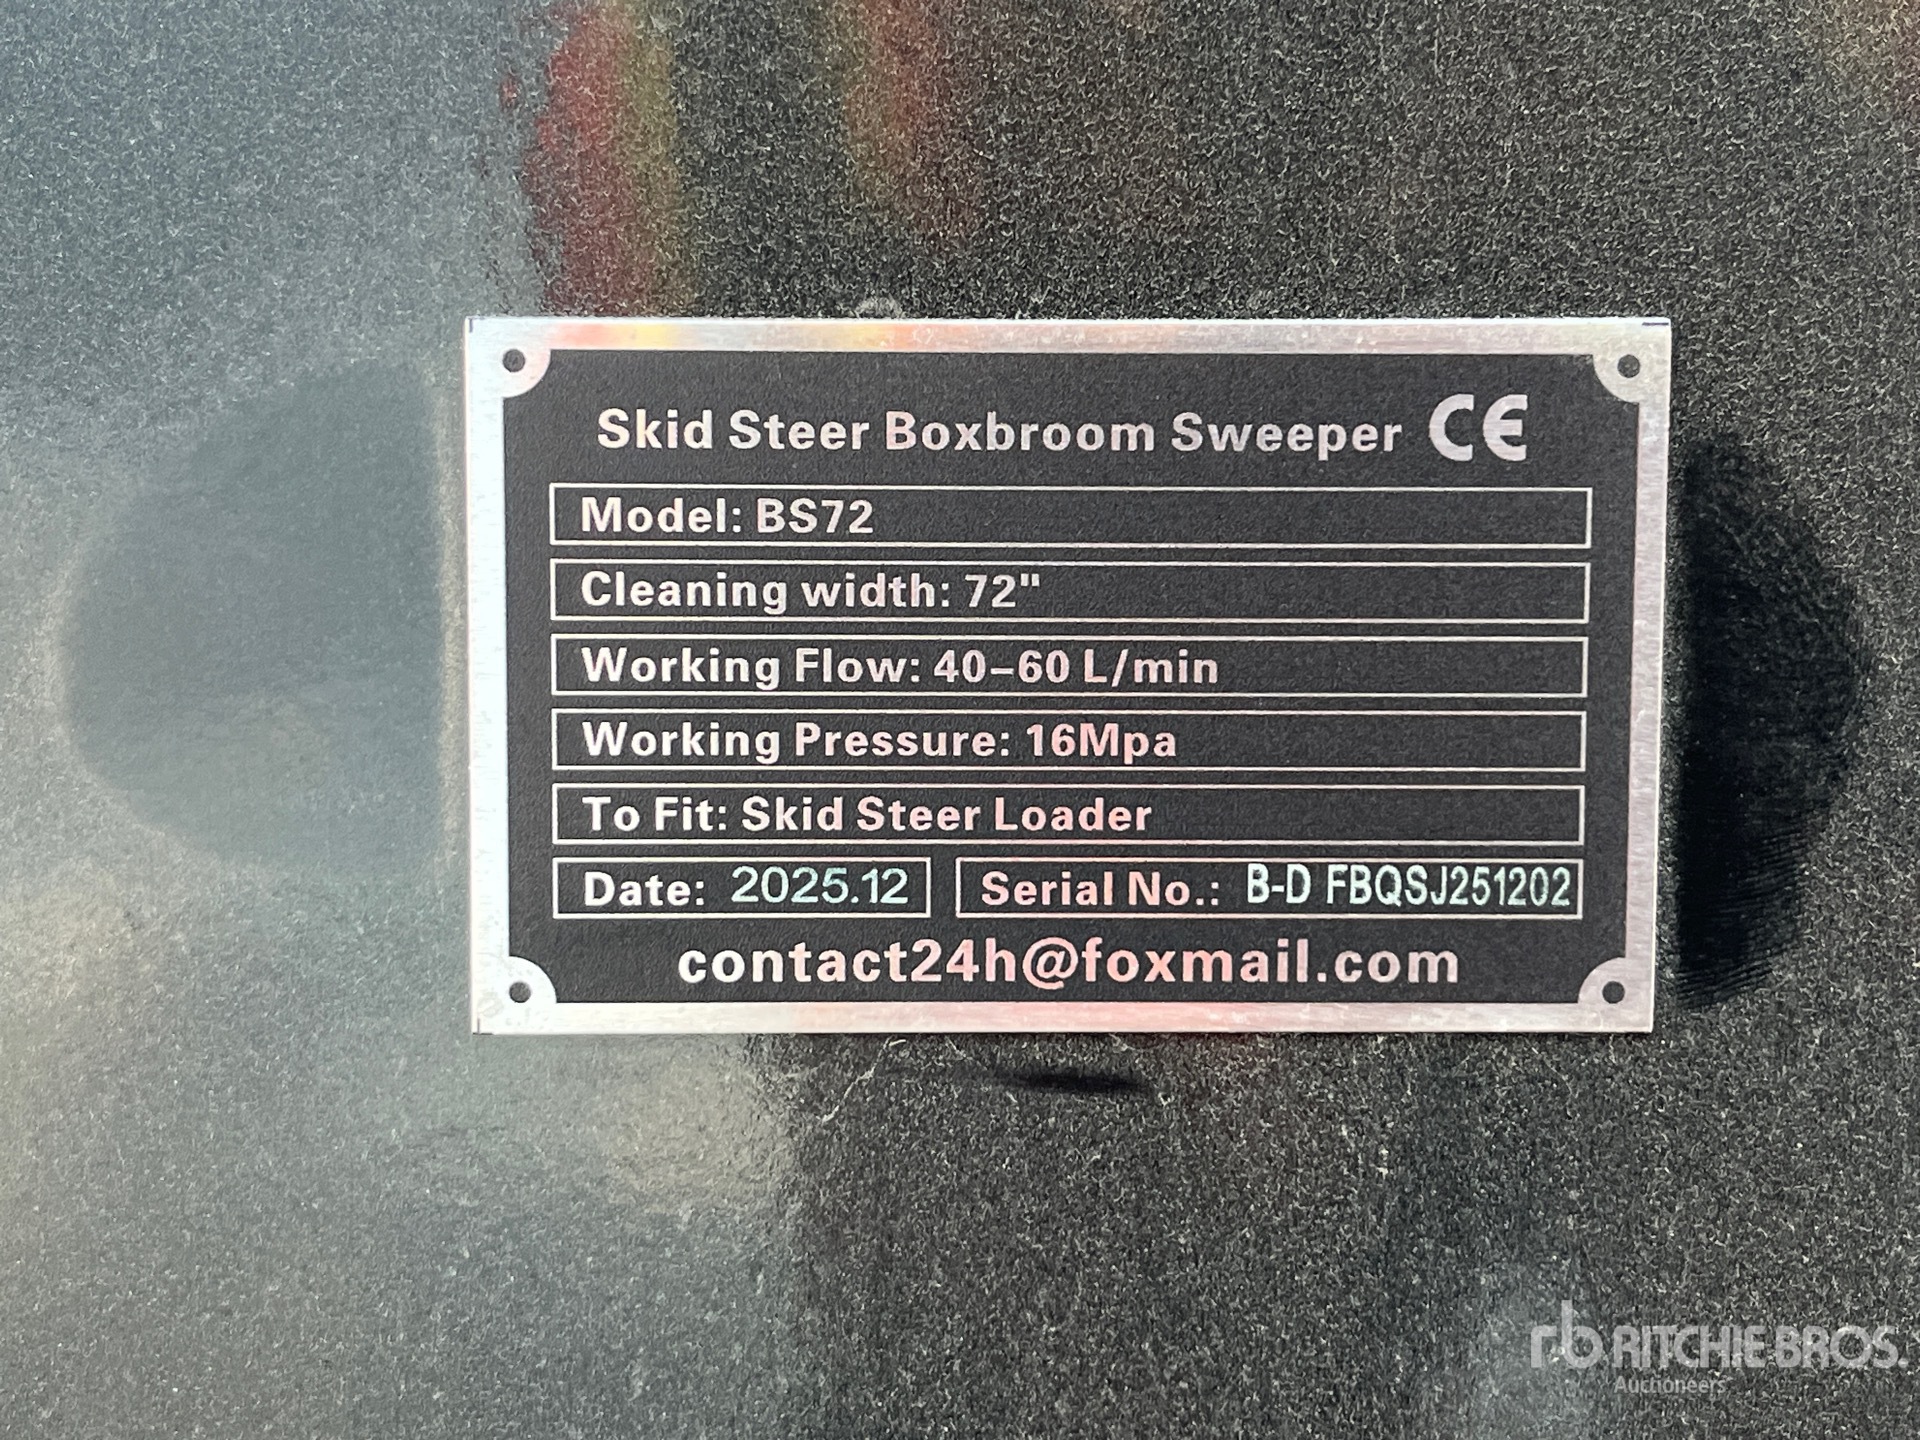 Skid Steer Boxbroom Sweeper CE
Model: BS72
Cleaning width: 72"
Working Flow: 40–60 L/min
Working Pressure: 16Mpa
To Fit: Skid Steer Loader
Date: 2025.12 Serial No.: B-D FBQSJ251202
contact24h@foxmail.com
rb RITCHIE BROS.
Auctioneers